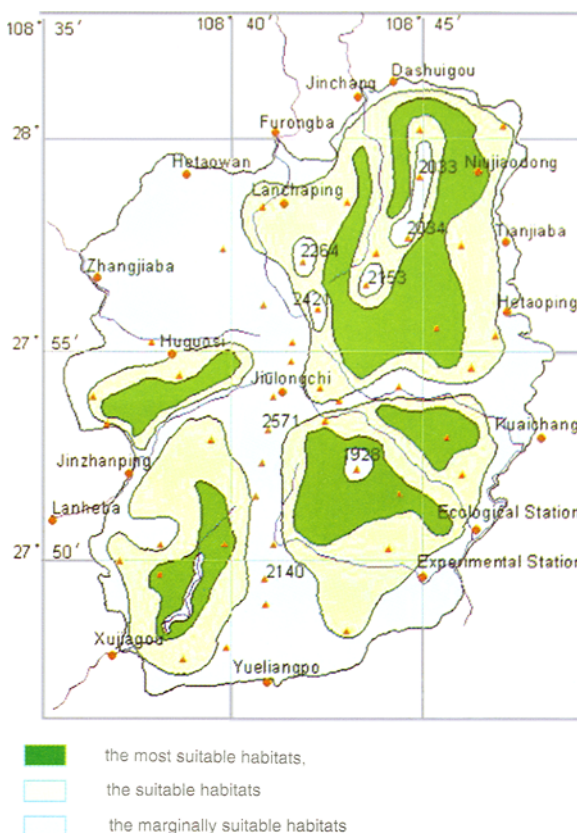 108° 35′ 108° 40′ 108° 45′
Dashuigou
Jinchang
Furongba
28°
2033
Hetaowan
Niujiaodong
Lanchaping
2034
Tianjiaba
2264
Zhangjiaba
2153
2421
Hetaoping
27° 55
Huguosi
Jiulongchi
2571
Kuaichang
1928
Jinzhanping
Lanheba
Ecological Station
27° 50
2140
Experimental Station
Xujiagou
Yueliangpo
the most suitable habitats,
the suitable habitats
the marginally suitable habitats